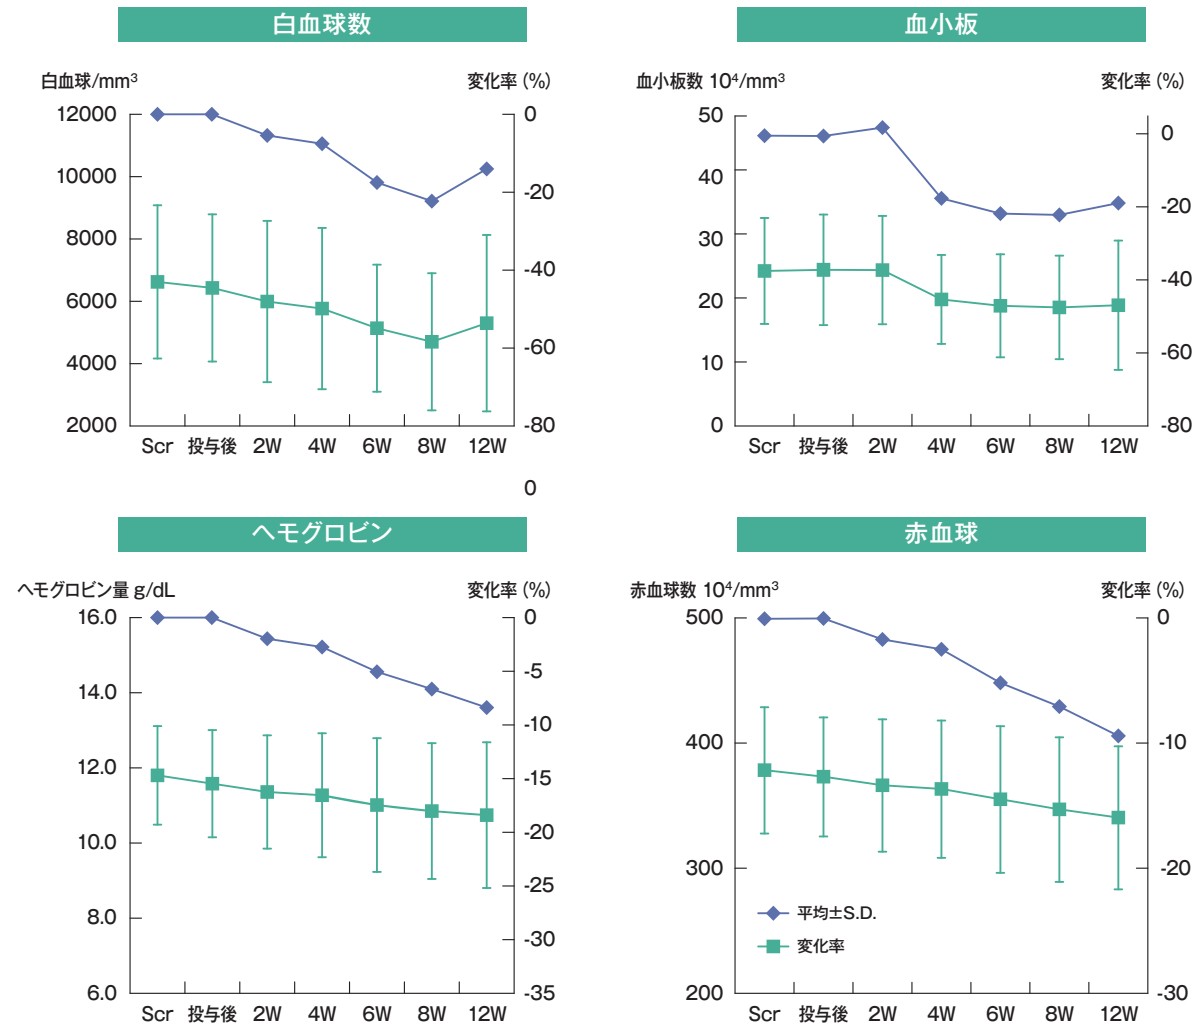 白血球数
白血球/mm³
変化率 (%)
12000
10000
8000
6000
4000
2000
0
-20
-40
-60
-80
Scr 投与後 2W 4W 6W 8W 12W
0
血小板
血小板数 10⁴/mm³
変化率 (%)
50
40
30
20
10
0
0
-20
-40
-60
-80
Scr 投与後 2W 4W 6W 8W 12W
ヘモグロビン
ヘモグロビン量 g/dL
変化率 (%)
16.0
14.0
12.0
10.0
8.0
6.0
0
-5
-10
-15
-20
-25
-30
-35
Scr 投与後 2W 4W 6W 8W 12W
赤血球
赤血球数 10⁴/mm³
変化率 (%)
500
400
300
200
0
-10
-20
-30
平均±S.D.
変化率
Scr 投与後 2W 4W 6W 8W 12W